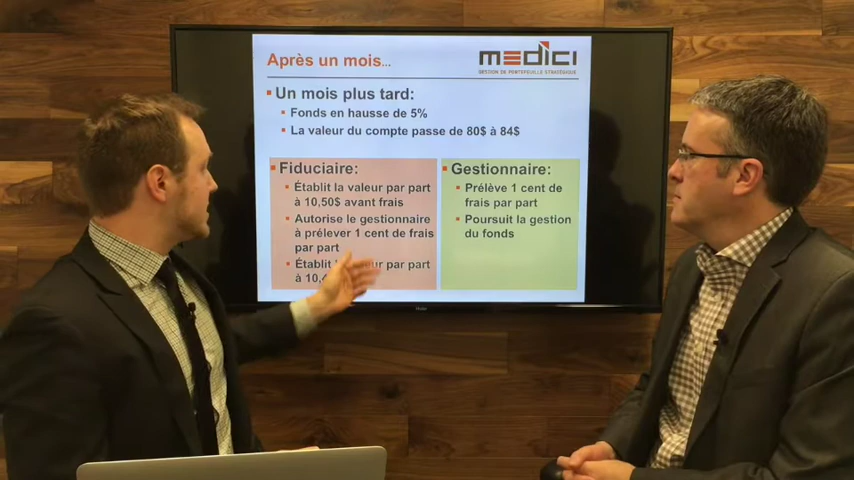 Après un mois...
MEDICI
GESTION DE PORTEFEUILLE STRATÉGIQUE
Un mois plus tard:
Fonds en hausse de 5%
La valeur du compte passe de 80$ à 84$
Fiduciaire:
Établit la valeur par part
à 10,50$ avant frais
Autorise le gestionnaire
à prélever 1 cent de frais
par part
Établit par part
Gestionnaire:
Prélève 1 cent de
frais par part
Poursuit la gestion
du fonds
Haier